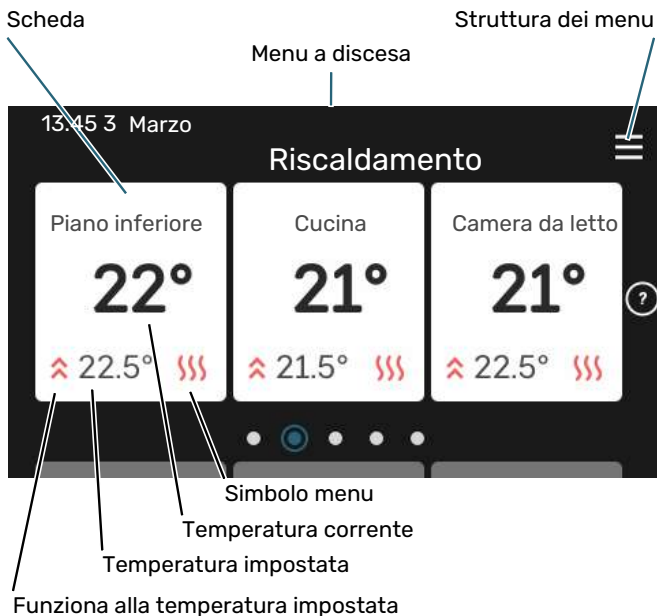 Scheda
Struttura dei menu
Menu a discesa
13.45 3 Marzo
Riscaldamento
Piano inferiore
Cucina
Camera da letto
22°
21°
21°
?
22.5°
21.5°
22.5°
Simbolo menu
Temperatura corrente
Temperatura impostata
Funziona alla temperatura impostata